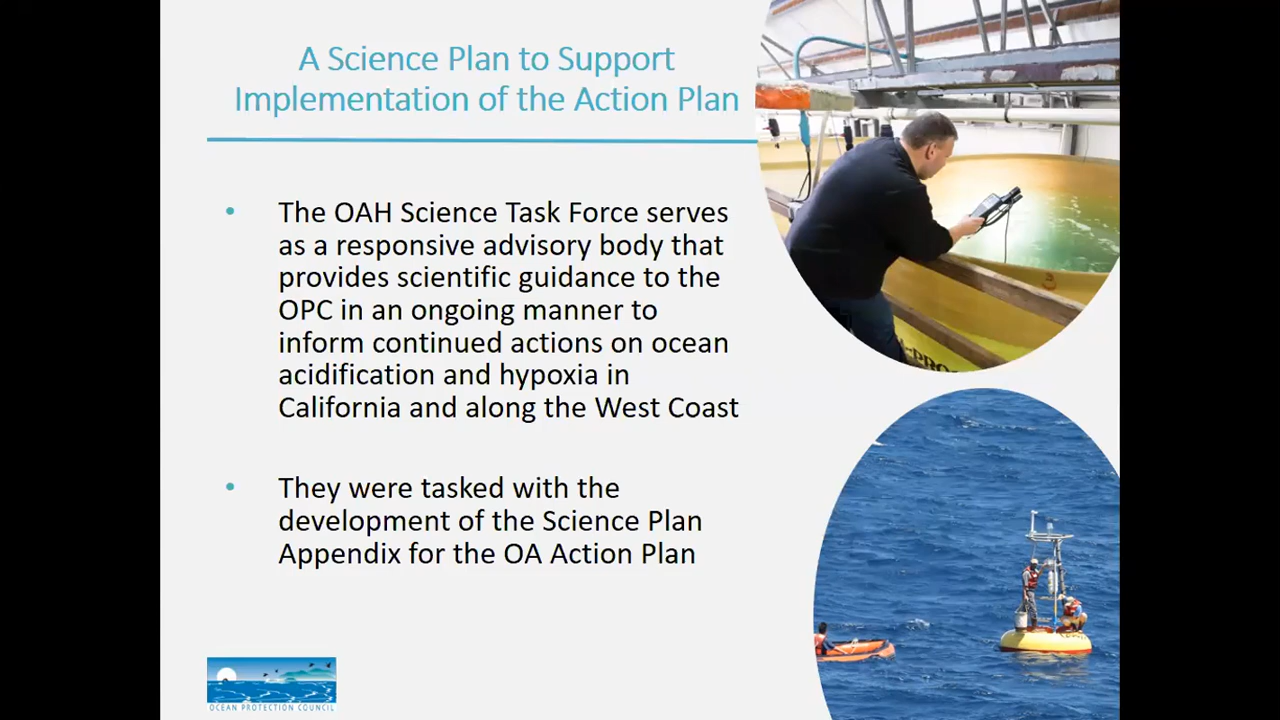 A Science Plan to Support
Implementation of the Action Plan
• The OAH Science Task Force serves
as a responsive advisory body that
provides scientific guidance to the
OPC in an ongoing manner to
inform continued actions on ocean
acidification and hypoxia in
California and along the West Coast
• They were tasked with the
development of the Science Plan
Appendix for the OA Action Plan
OCEAN PROTECTION COUNCIL